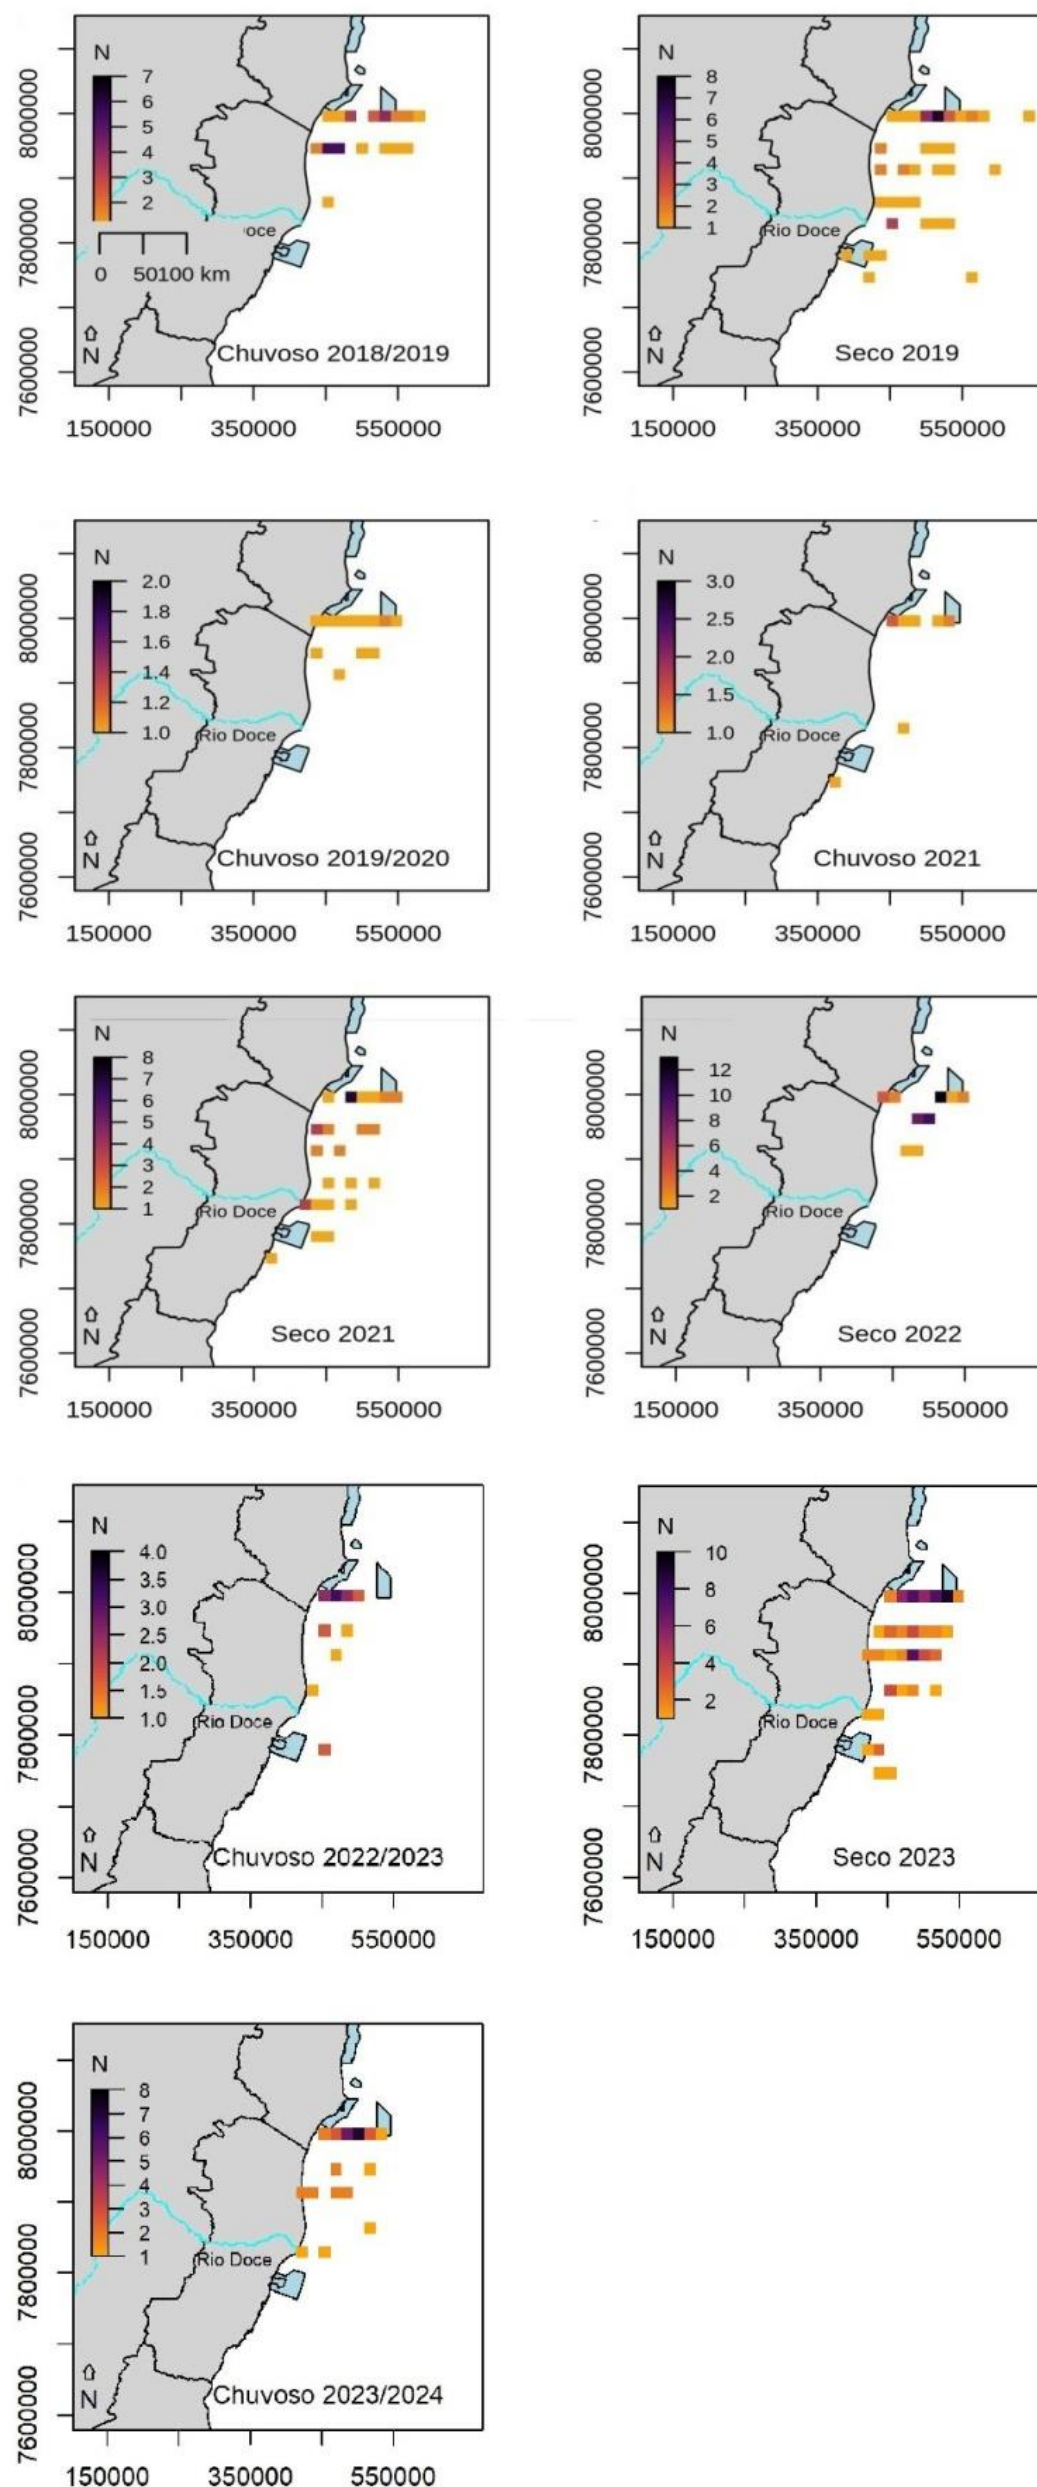 N
7
6
5
4
3
2
0 50100 km
oce
N
Chuvoso 2018/2019
8000000
7800000
7600000
150000 350000 550000
N
8
7
6
5
4
3
2
1
Rio Doce
N
Seco 2019
8000000
7800000
7600000
150000 350000 550000
N
2.0
1.8
1.6
1.4
1.2
1.0
Rio Doce
N
Chuvoso 2019/2020
8000000
7800000
7600000
150000 350000 550000
N
3.0
2.5
2.0
1.5
1.0
Rio Doce
N
Chuvoso 2021
8000000
7800000
7600000
150000 350000 550000
N
8
7
6
5
4
3
2
1
Rio Doce
N
Seco 2021
8000000
7800000
7600000
150000 350000 550000
N
12
10
8
6
4
2
Rio Doce
N
Seco 2022
8000000
7800000
7600000
150000 350000 550000
N
4.0
3.5
3.0
2.5
2.0
1.5
1.0
Rio Doce
N
Chuvoso 2022/2023
8000000
7800000
7600000
150000 350000 550000
N
10
8
6
4
2
Rio Doce
N
Seco 2023
8000000
7800000
7600000
150000 350000 550000
N
8
7
6
5
4
3
2
1
Rio Doce
N
Chuvoso 2023/2024
8000000
7800000
7600000
150000 350000 550000